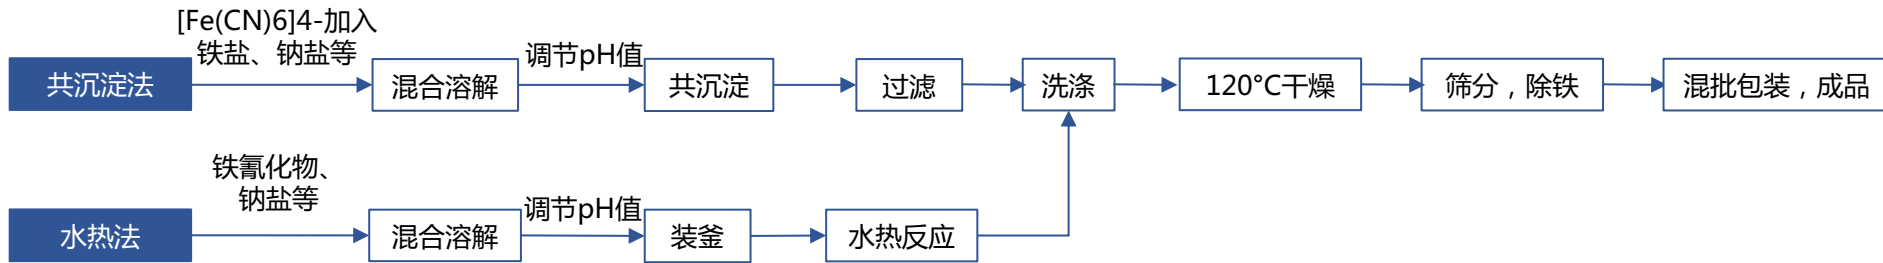 [Fe(CN)6]4-加入
铁盐、钠盐等
共沉淀法
混合溶解
调节pH值
共沉淀
过滤
洗涤
120°C干燥
筛分，除铁
混批包装，成品
铁氰化物、
钠盐等
水热法
混合溶解
调节pH值
装釜
水热反应